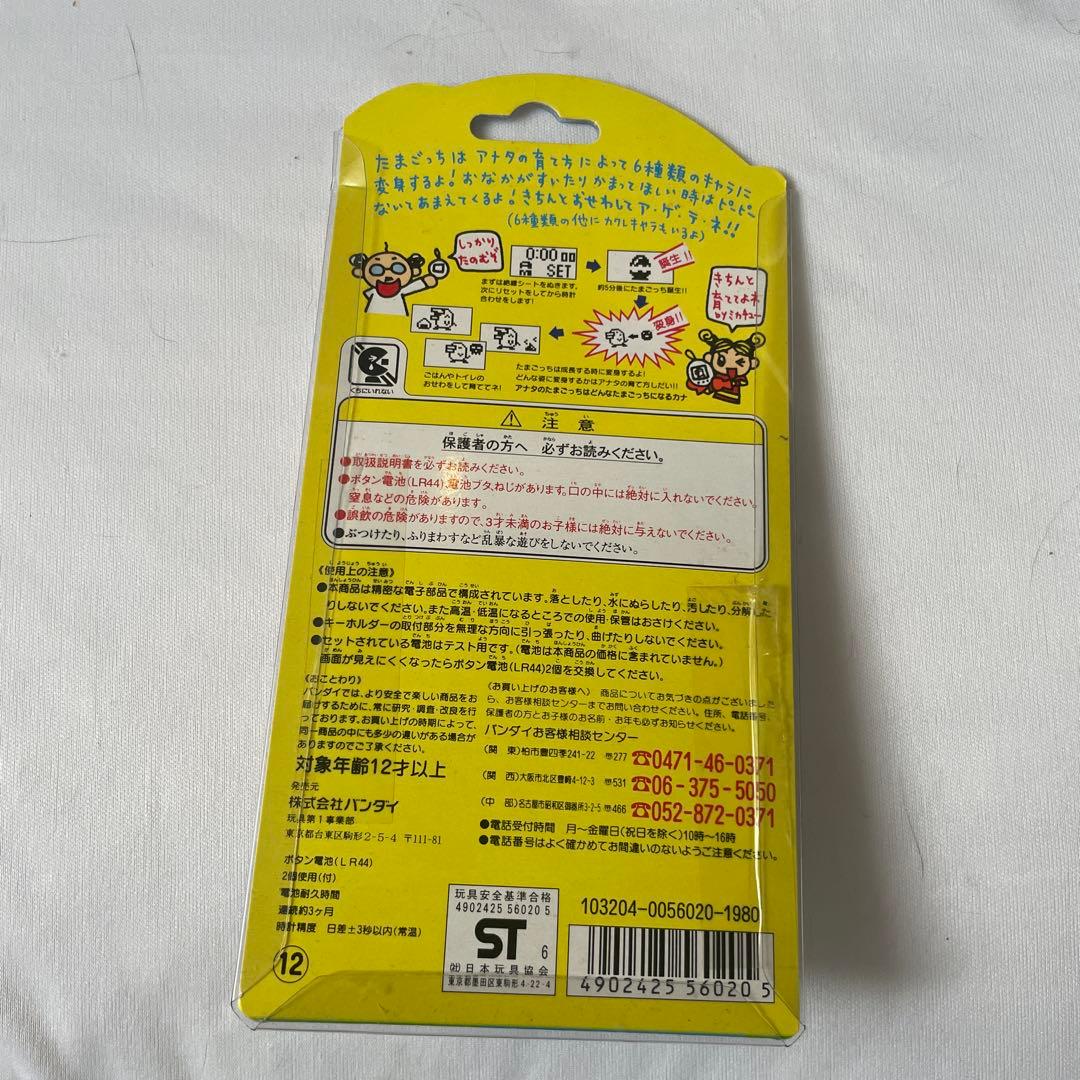 たまごっちは アナタの育て方によって6種類のキャラに
変身するよ!おなかがすいたり かまってほしい時はピーピー
ないてあまえてくるよ!きちんとおせわしてア・ゲ・テ・ネ!!
(6種類の他にカクレキャラもいるよ)
しっかり
たのむぞ
0:00 00
AM SET
まずは絶縁シートをぬきます。
次にリセットをしてから時計
合わせをします!
誕生!!
約5分後にたまごっち誕生!!
きちんと
育ててよネ
byミカチュー
変身!!
くちにいれない
ごはんやトイレの
おせわをして育ててネ!
たまごっちは成長する時に変身するよ!
どんな姿に変身するかはアナタの育て方しだい!!
アナタのたまごっちはどんなたまごっちになるカナ
注意
保護者の方へ 必ずお読みください。
●取扱説明書を必ずお読みください。
●ボタン電池(LR44)、電池ブタ、ねじがあります。口の中には絶対に入れないでください。
窒息などの危険があります。
●誤飲の危険がありますので、3才未満のお子様には絶対に与えないでください。
●ぶつけたり、ふりまわすなど乱暴な遊びをしないでください。
《使用上の注意》
●本商品は精密な電子部品で構成されています。落としたり、水にぬらしたり、汚したり、分解した
りしないでください。また高温・低温になるところでの使用・保管はおさけください。
●キーホルダーの取付部分を無理な方向に引っ張ったり、曲げたりしないでください。
●セットされている電池はテスト用です。(電池は本商品の価格に含まれていません。)
画面が見えにくくなったらボタン電池(LR44)2個を交換してください。
《おことわり》
バンダイでは、より安全で楽しい商品をお
届けするために、常に研究・調査・改良を行
っております。お買い上げの時期によって、
同一商品の中にも多少の違いがある場合が
ありますのでご了承ください。
対象年齢12才以上
発売元
株式会社バンダイ
玩具第1事業部
東京都台東区駒形2-5-4 〒111-81
《お買い上げのお客様へ》 商品についてお気づきの点がございました
ら、お客様相談センターまでお問い合わせください。住所、電話番号、
保護者の方とお子様のお名前・お年も必ずお知らせください。
バンダイお客様相談センター
(関 東)柏市豊四季241-22 〒277 ☎0471-46-0371
(関 西)大阪市北区豊崎4-12-3 〒531 ☎06-375-5050
(中 部)名古屋市昭和区御器所3-2-5 〒466 ☎052-872-0371
●電話受付時間 月〜金曜日(祝日を除く)10時〜16時
●電話番号はよく確かめてお間違いのないようご注意ください。
ボタン電池(LR44)
2個使用(付)
電池耐久時間
連続約3ヶ月
時計精度 日差±3秒以内(常温)
12
玩具安全基準合格
4902425 56020 5
ST 6
(社)日本玩具協会
東京都墨田区東駒形4-22-4
103204-0056020-1980
4902425 56020 5